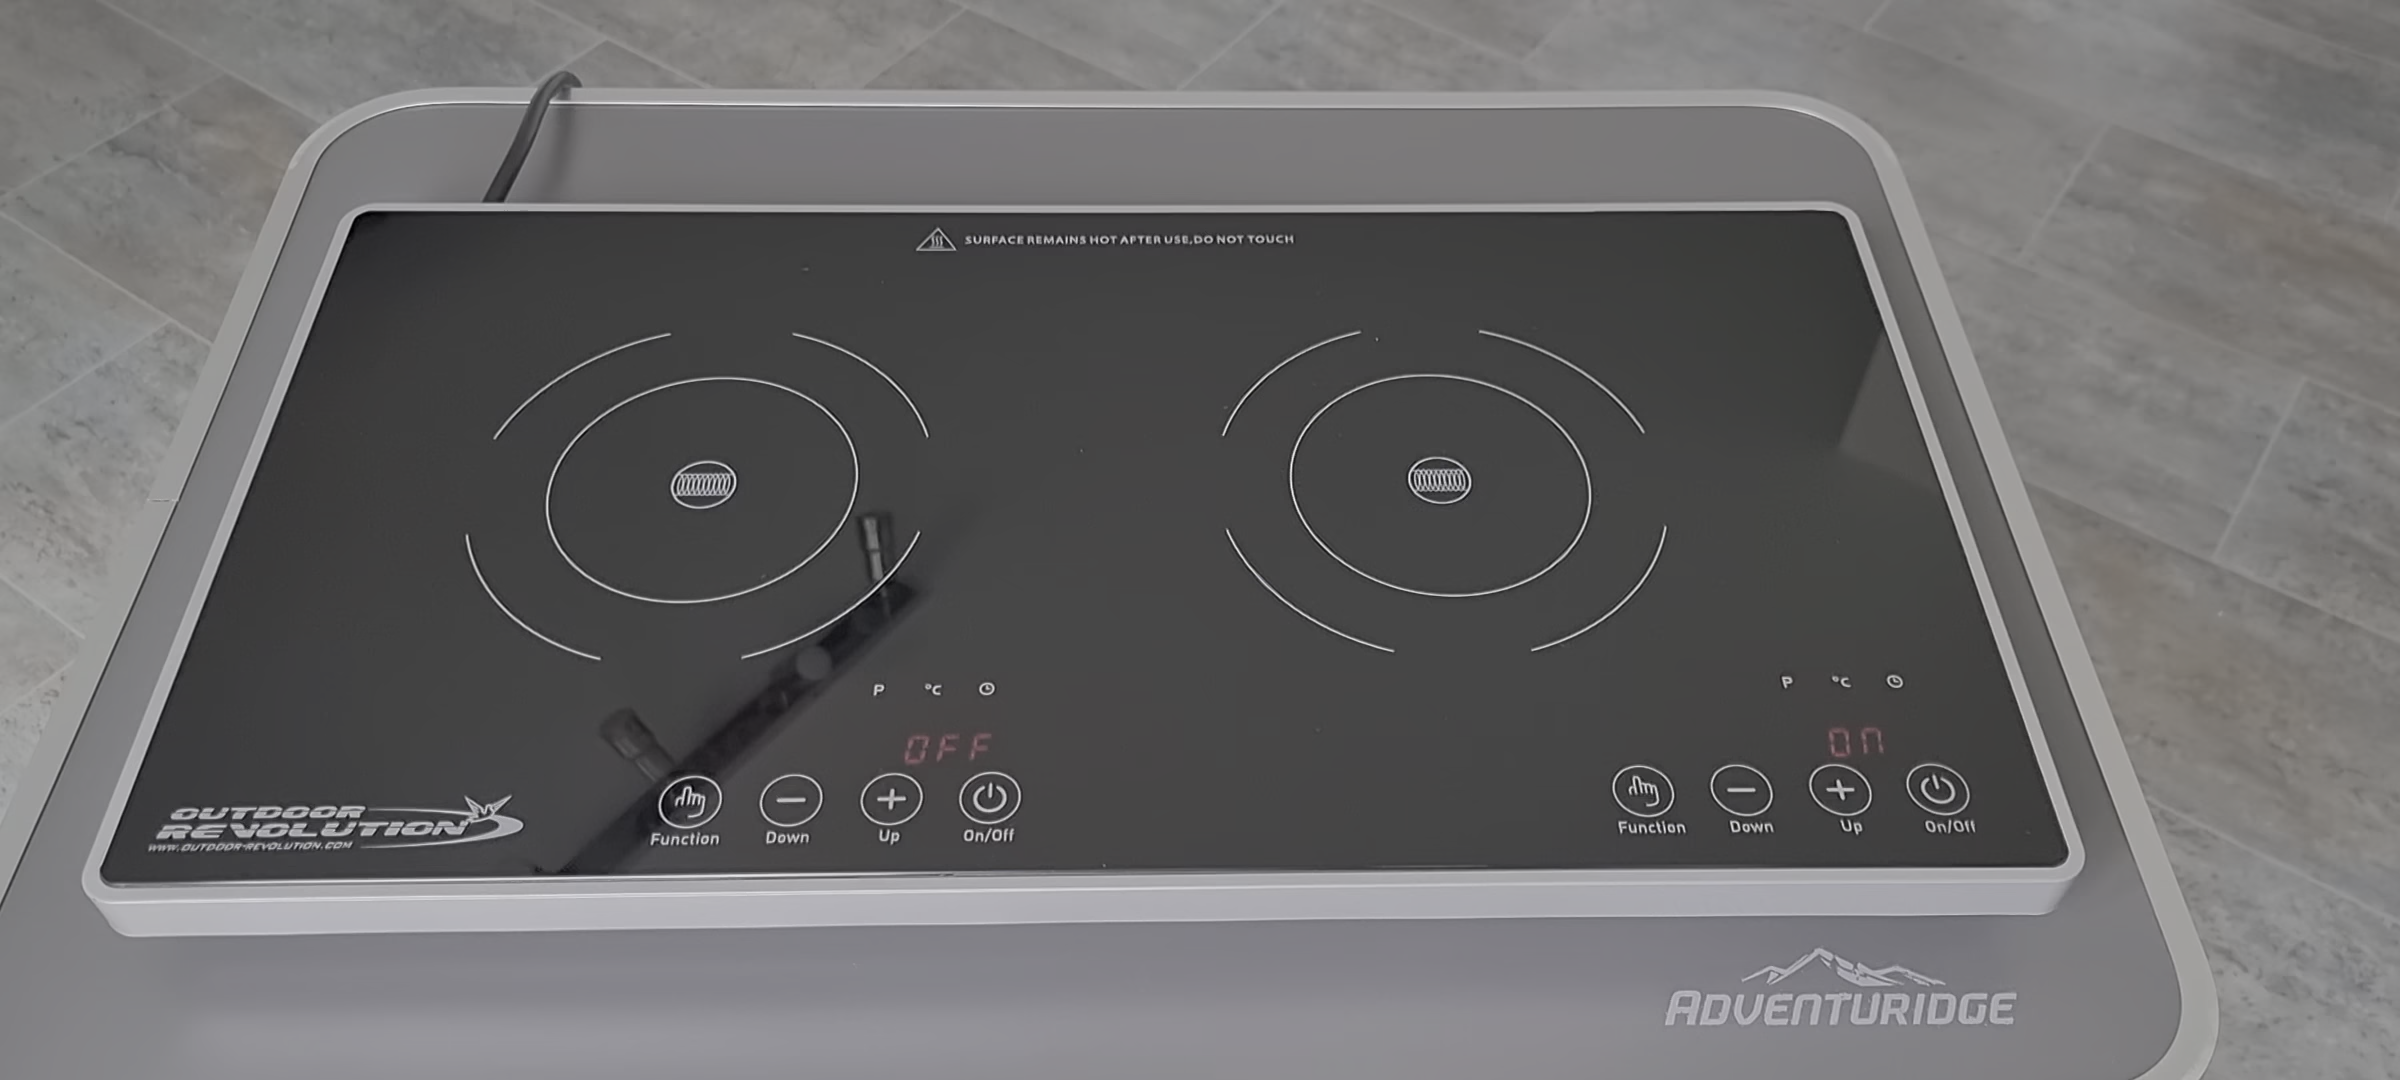 SURFACE REMAINS HOT AFTER USE,DO NOT TOUCH
P °C
P °C
OFF
ON
Function Down Up On/Off
Function Down Up On/Off
OUTDOOR
REVOLUTION
WWW.OUTDOOR-REVOLUTION.COM
ADVENTURIDGE